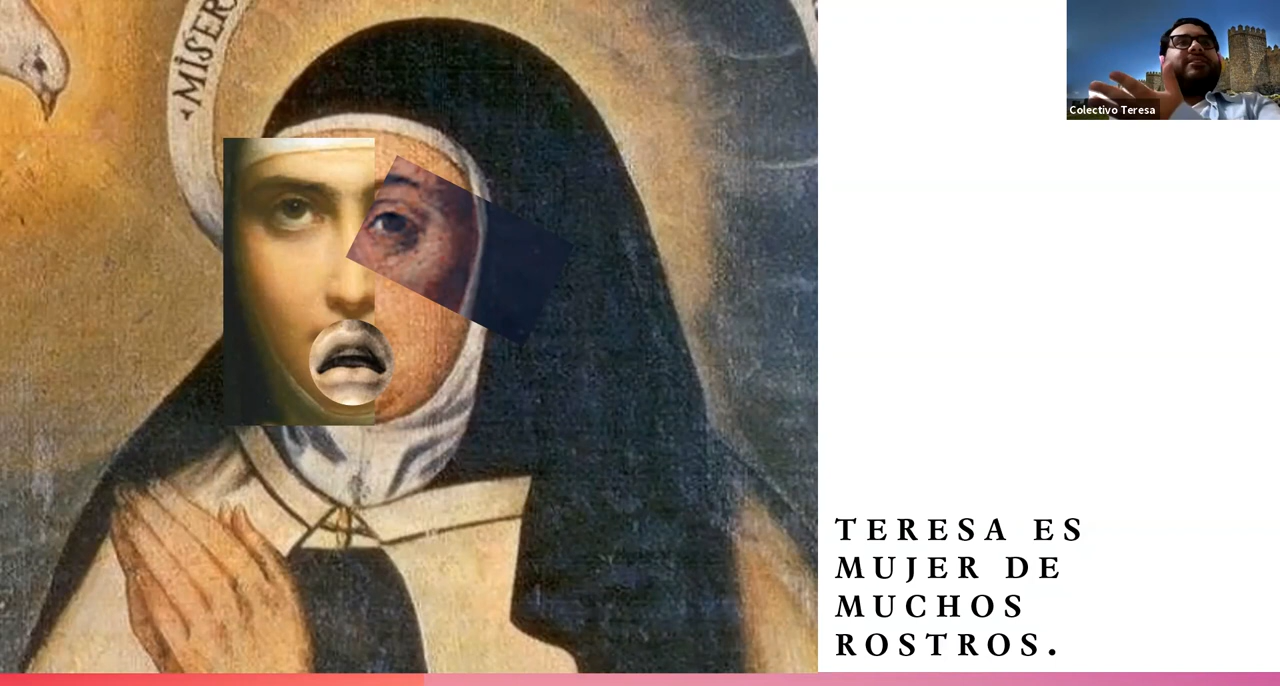 MISER
Colectivo Teresa
TERESA ES
MUJER DE
MUCHOS
ROSTROS.